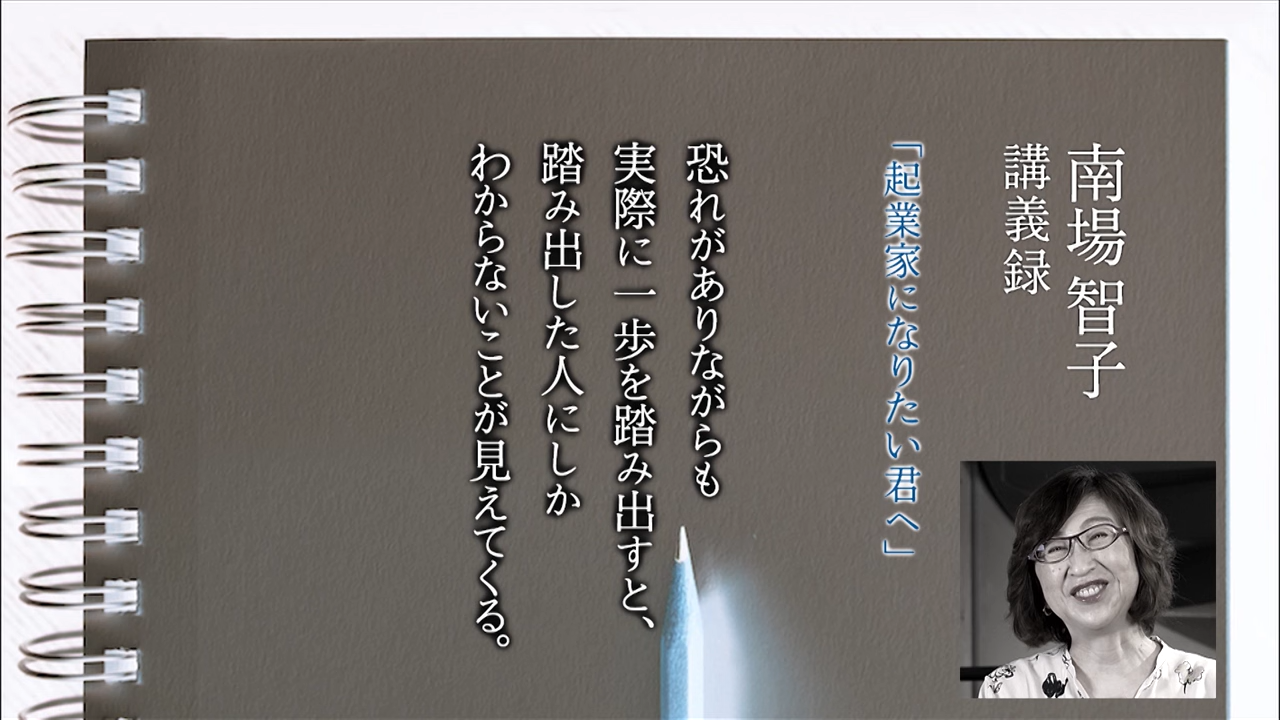 南場 智子
講義録
「起業家になりたい君へ」
恐れがありながらも
実際に一歩を踏み出すと、
踏み出した人にしか
わからないことが見えてくる。